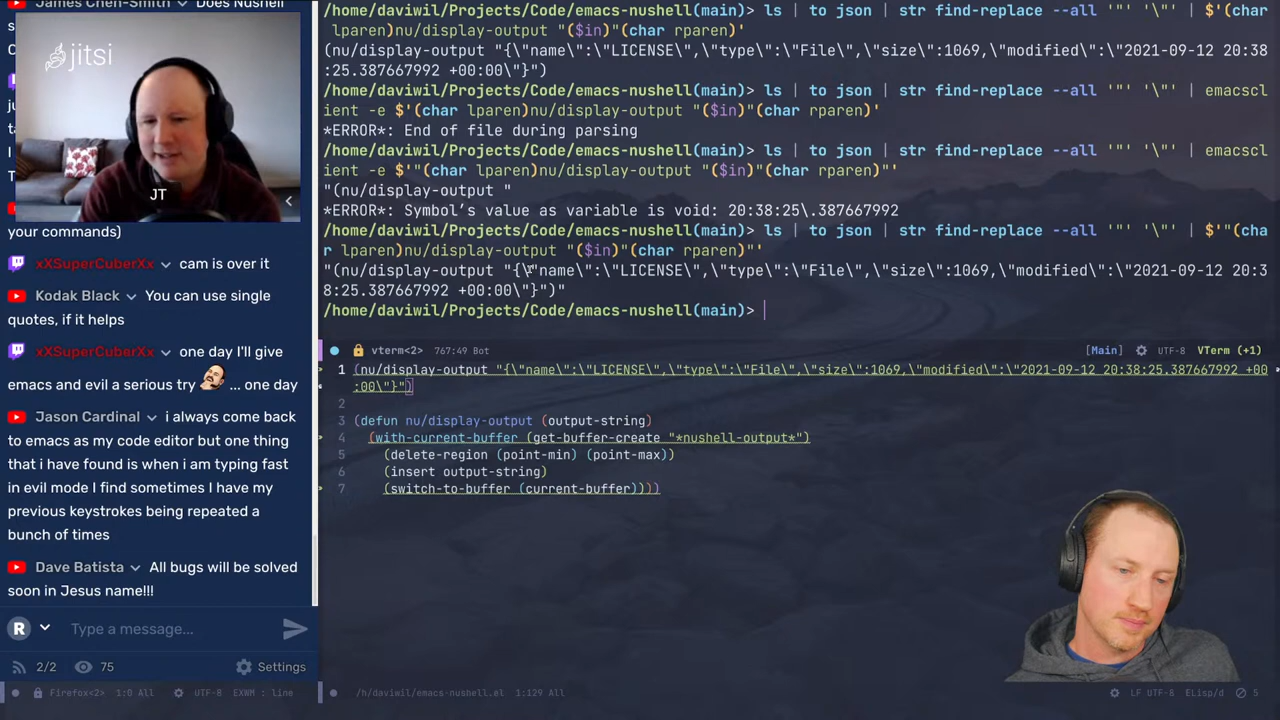 James Chen-Smith Does Nushell
jitsi
JT
your commands)
xXSuperCuberXx cam is over it
Kodak Black You can use single
quotes, if it helps
xXSuperCuberXx one day I'll give
emacs and evil a serious try ... one day
Jason Cardinal i always come back
to emacs as my code editor but one thing
that i have found is when i am typing fast
in evil mode I find sometimes I have my
previous keystrokes being repeated a
bunch of times
Dave Batista All bugs will be solved
soon in Jesus name!!!
R Type a message...
2/2 75 Settings
Firefox<2> 1:0 All UTF-8 EXWM : line
/home/daviwil/Projects/Code/emacs-nushell(main)> ls | to json | str find-replace --all '"' '\"' | $'(char
lparen)nu/display-output "($in)"(char rparen)'
(nu/display-output "{\"name\":\"LICENSE\",\"type\":\"File\",\"size\":1069,\"modified\":\"2021-09-12 20:38
:25.387667992 +00:00\"}")
/home/daviwil/Projects/Code/emacs-nushell(main)> ls | to json | str find-replace --all '"' '\"' | emacscl
ient -e $'(char lparen)nu/display-output "($in)"(char rparen)'
*ERROR*: End of file during parsing
/home/daviwil/Projects/Code/emacs-nushell(main)> ls | to json | str find-replace --all '"' '\"' | emacscl
ient -e $'"(char lparen)nu/display-output "($in)"(char rparen)"'
"(nu/display-output "
*ERROR*: Symbol’s value as variable is void: 20:38:25\.387667992
/home/daviwil/Projects/Code/emacs-nushell(main)> ls | to json | str find-replace --all '"' '\"' | $'"(cha
r lparen)nu/display-output "($in)"(char rparen)"'
"(nu/display-output "{\"name\":\"LICENSE\",\"type\":\"File\",\"size\":1069,\"modified\":\"2021-09-12 20:3
8:25.387667992 +00:00\"}")"
/home/daviwil/Projects/Code/emacs-nushell(main)>
vterm<2> 767:49 Bot [Main] UTF-8 VTerm (+1)
1 (nu/display-output "{\"name\":\"LICENSE\",\"type\":\"File\",\"size\":1069,\"modified\":\"2021-09-12 20:38:25.387667992 +00
:00\"}")
2
3 (defun nu/display-output (output-string)
4 (with-current-buffer (get-buffer-create "*nushell-output*")
5 (delete-region (point-min) (point-max))
6 (insert output-string)
7 (switch-to-buffer (current-buffer))))
/h/daviwil/emacs-nushell.el 1:129 All LF UTF-8 ELisp/d 5